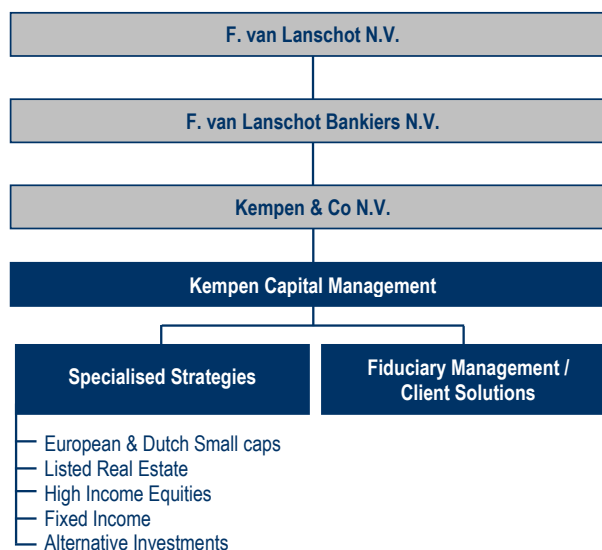 F. van Lanschot N.V.
F. van Lanschot Bankiers N.V.
Kempen & Co N.V.
Kempen Capital Management
Specialised Strategies
Fiduciary Management /
Client Solutions
European & Dutch Small caps
Listed Real Estate
High Income Equities
Fixed Income
Alternative Investments